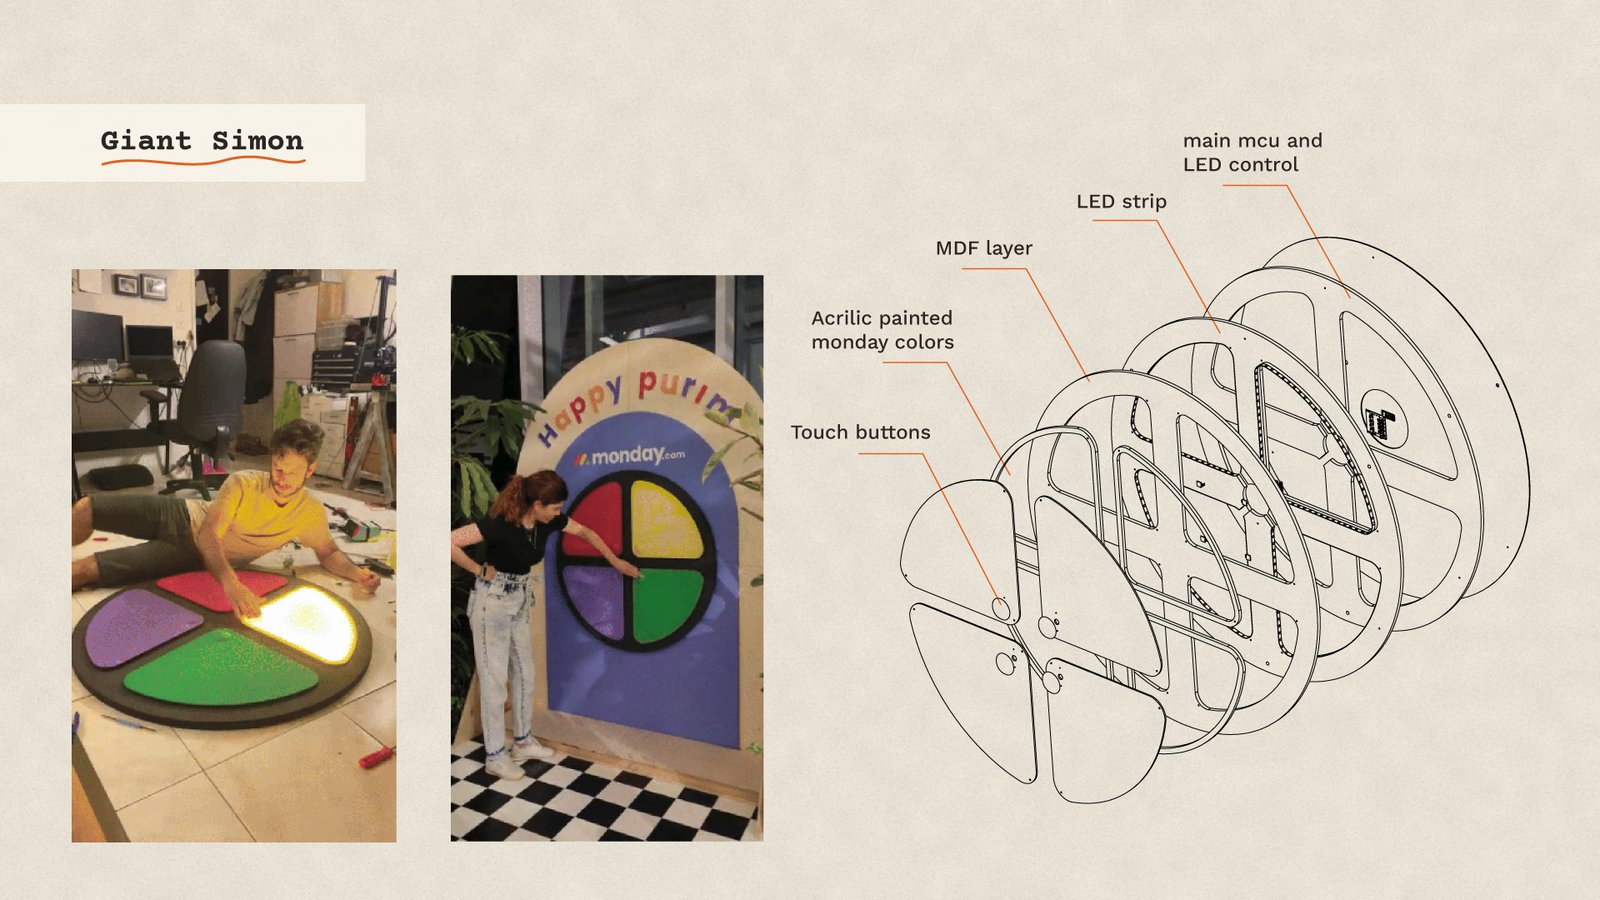 Giant Simon
main mcu and
LED control
LED strip
MDF layer
Acrilic painted
monday colors
Touch buttons
Happy purim
monday.com